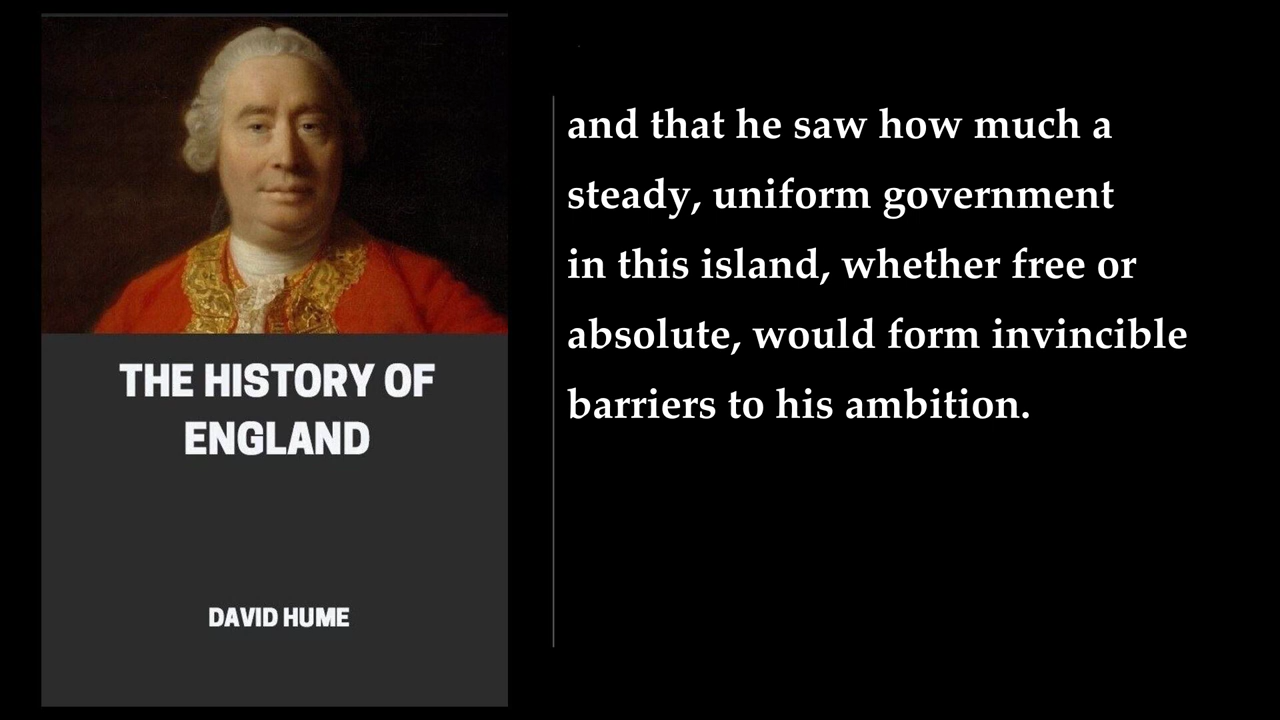 THE HISTORY OF
ENGLAND
DAVID HUME
and that he saw how much a
steady, uniform government
in this island, whether free or
absolute, would form invincible
barriers to his ambition.